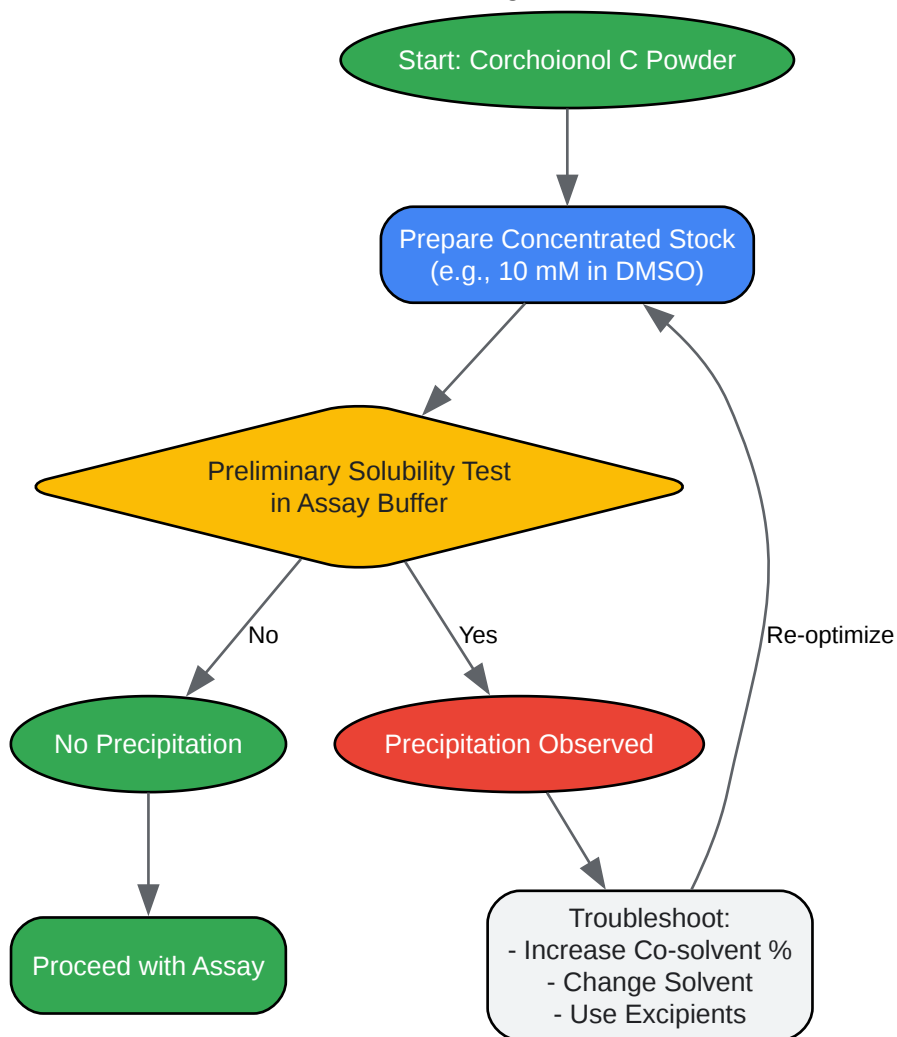 Start: Corchoionol C Powder
Prepare Concentrated Stock
(e.g., 10 mM in DMSO)
Preliminary Solubility Test
in Assay Buffer
No
Yes
Re-optimize
No Precipitation
Precipitation Observed
Proceed with Assay
Troubleshoot:
- Increase Co-solvent %
- Change Solvent
- Use Excipients